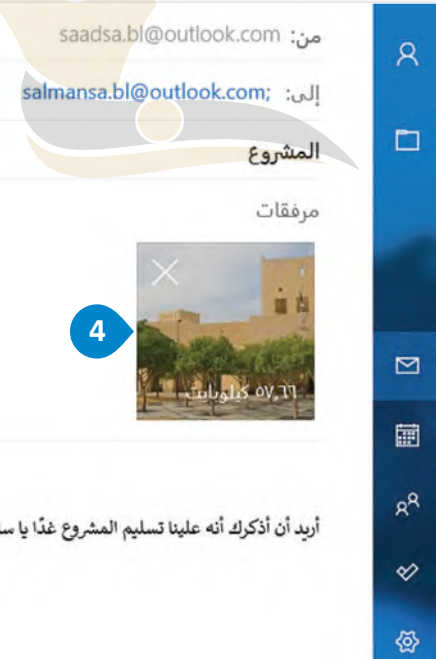 من: saadsa.bl@outlook.com
إلى: salmansa.bl@outlook.com;
المشروع
مرفقات
4
٥٧,٦٦ كيلوبايت
أريد أن أذكرك أنه علينا تسليم المشروع غدًا يا